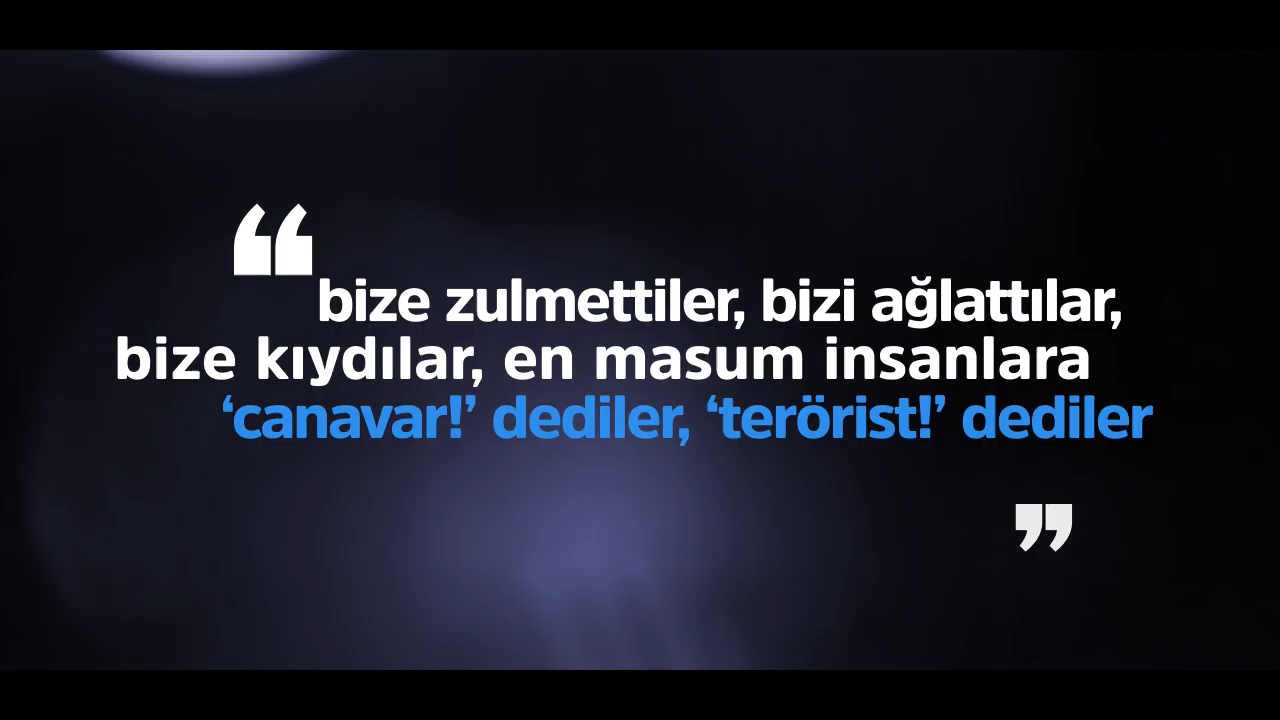 “bize zulmettiler, bizi ağlattılar,
bize kıydılar, en masum insanlara
‘canavar!’ dediler, ‘terörist!’ dediler
”